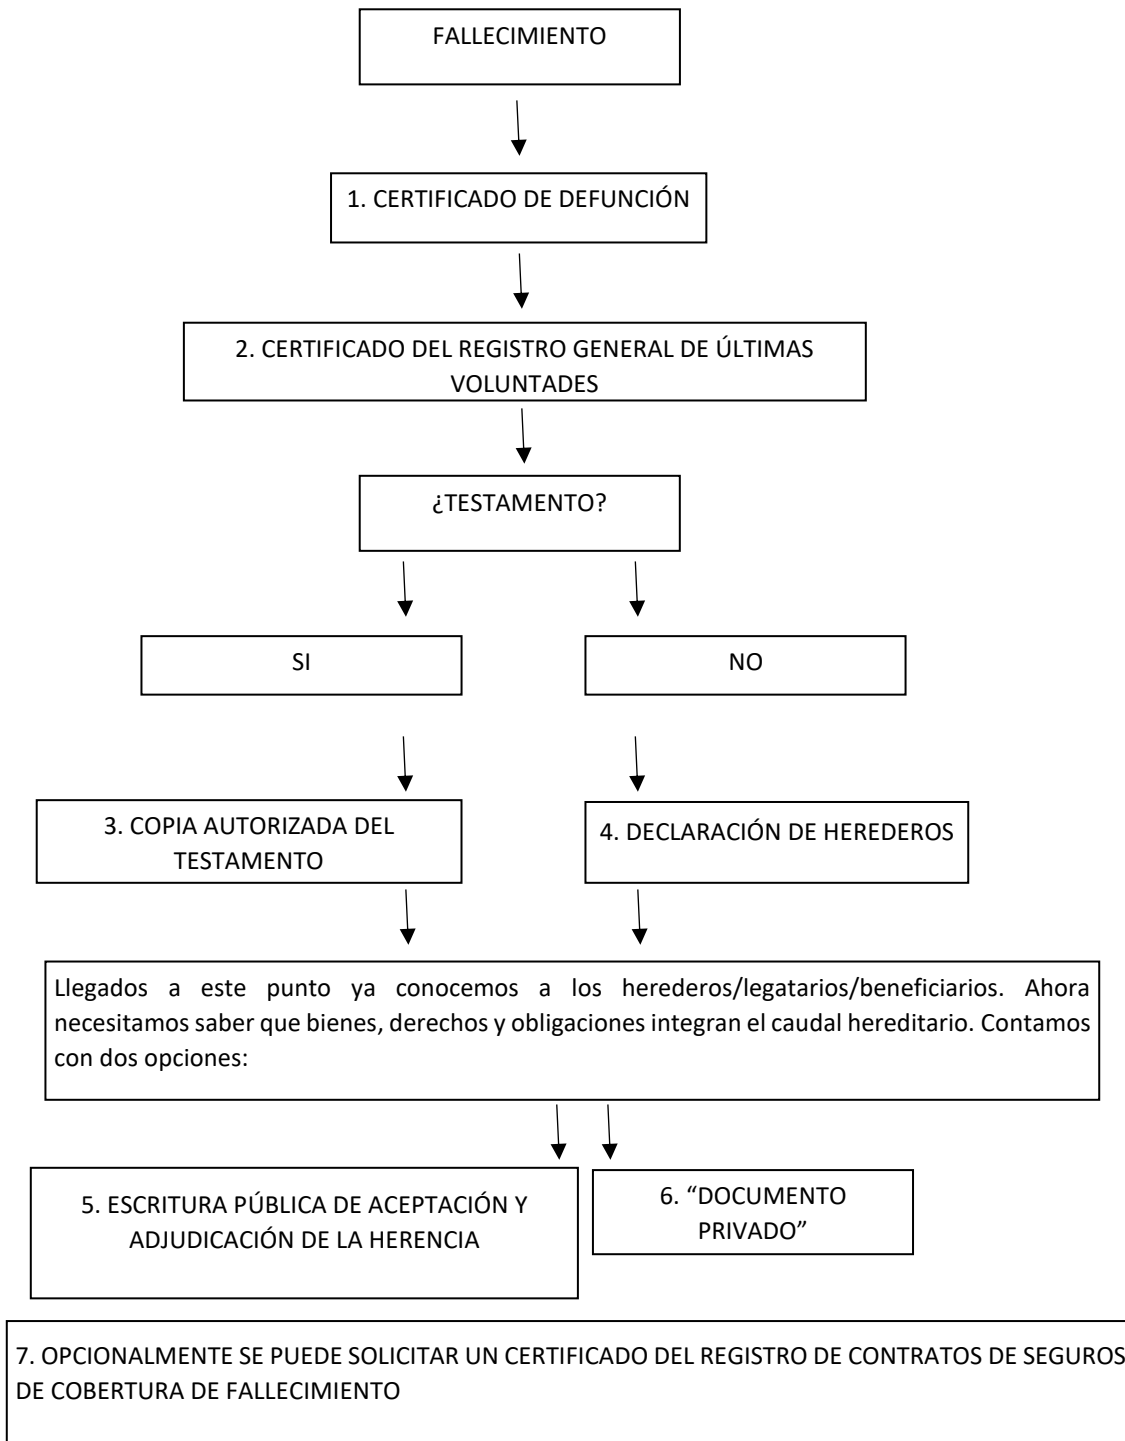 FALLECIMIENTO
1. CERTIFICADO DE DEFUNCIÓN
2. CERTIFICADO DEL REGISTRO GENERAL DE ÚLTIMAS
VOLUNTADES
¿TESTAMENTO?
SI
NO
3. COPIA AUTORIZADA DEL
TESTAMENTO
4. DECLARACIÓN DE HEREDEROS
Llegados a este punto ya conocemos a los herederos/legatarios/beneficiarios. Ahora
necesitamos saber que bienes, derechos y obligaciones integran el caudal hereditario. Contamos
con dos opciones:
5. ESCRITURA PÚBLICA DE ACEPTACIÓN Y
ADJUDICACIÓN DE LA HERENCIA
6. “DOCUMENTO
PRIVADO”
7. OPCIONALMENTE SE PUEDE SOLICITAR UN CERTIFICADO DEL REGISTRO DE CONTRATOS DE SEGUROS
DE COBERTURA DE FALLECIMIENTO